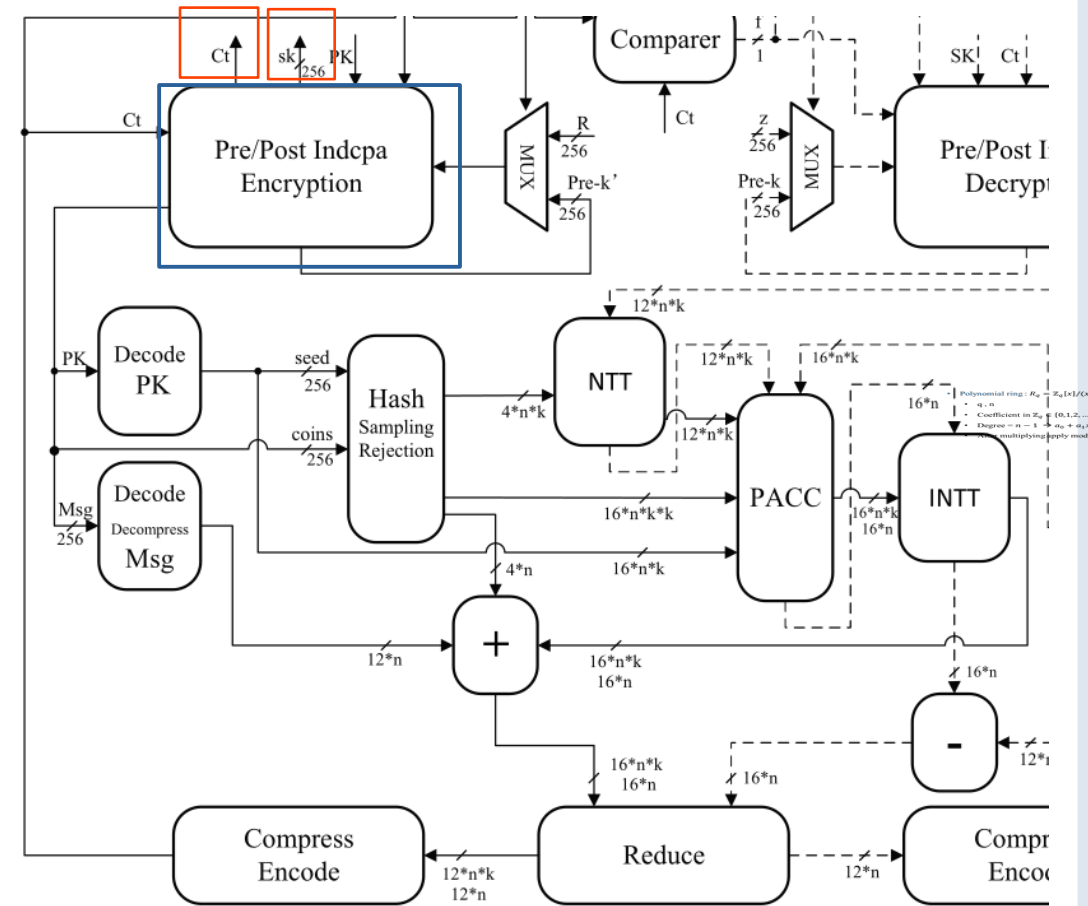 f
Comparer
1
Ct
sk
256
PK
SK
Ct
Ct
Ct
R
256
z
256
Pre/Post Indcpa
Encryption
MUX
Pre-k’
256
Pre-k
256
MUX
Pre/Post I
Decrypt
12*n*k
PK
Decode
PK
seed
256
Hash
Sampling
Rejection
4*n*k
NTT
12*n*k
12*n*k
16*n*k
16*n
coins
256
PACC
INTT
16*n*k
16*n
Msg
256
Decode
Decompress
Msg
16*n*k*k
16*n*k
4*n
+
12*n
16*n*k
16*n
16*n
-
12*n
16*n*k
16*n
16*n
Compress
Encode
12*n*k
12*n
Reduce
12*n
Compr
Encod